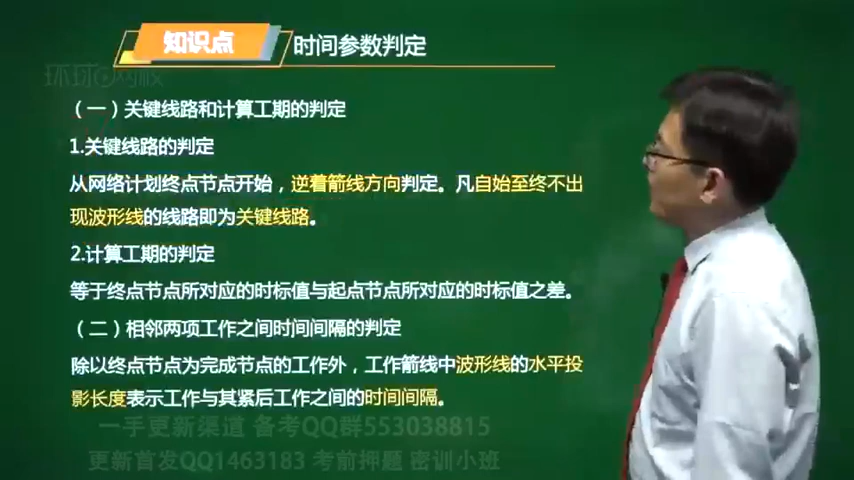 知识点 时间参数判定
环球网校
（一）关键线路和计算工期的判定
1.关键线路的判定
从网络计划终点节点开始，逆着箭线方向判定。凡自始至终不出
现波形线的线路即为关键线路。
2.计算工期的判定
等于终点节点所对应的时标值与起点节点所对应的时标值之差。
（二）相邻两项工作之间时间间隔的判定
除以终点节点为完成节点的工作外，工作箭线中波形线的水平投
影长度表示工作与其紧后工作之间的时间间隔。
一手更新渠道 备考QQ群553038815
更新首发QQ1463183 考前押题 密训小班